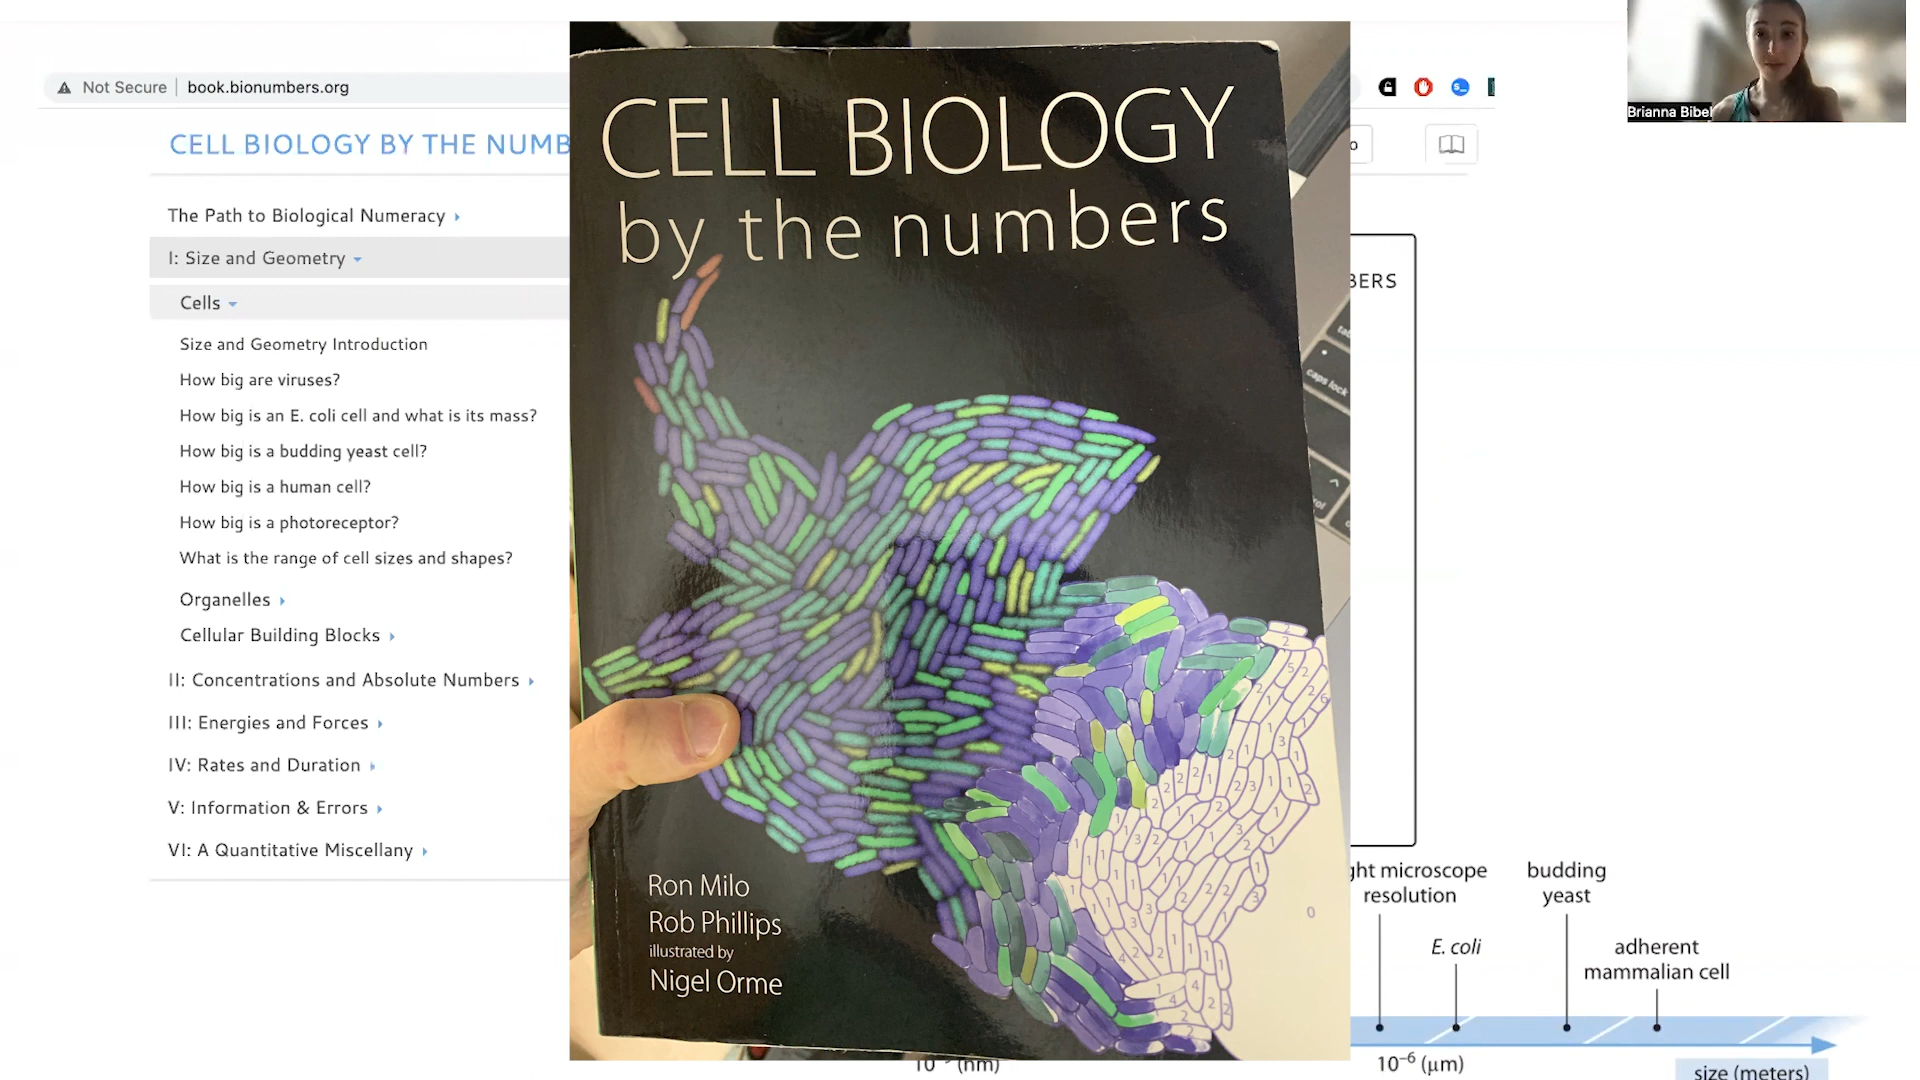 Not Secure | book.bionumbers.org
CELL BIOLOGY BY THE NUMB
The Path to Biological Numeracy
I: Size and Geometry
Cells
Size and Geometry Introduction
How big are viruses?
How big is an E. coli cell and what is its mass?
How big is a budding yeast cell?
How big is a human cell?
How big is a photoreceptor?
What is the range of cell sizes and shapes?
Organelles
Cellular Building Blocks
II: Concentrations and Absolute Numbers
III: Energies and Forces
IV: Rates and Duration
V: Information & Errors
VI: A Quantitative Miscellany
CELL BIOLOGY
by the numbers
Ron Milo
Rob Phillips
illustrated by
Nigel Orme
caps lock
BERS
ght microscope
resolution
budding
yeast
E. coli
adherent
mammalian cell
10⁻⁶ (μm)
size (meters)
(nm)
Brianna Bibel